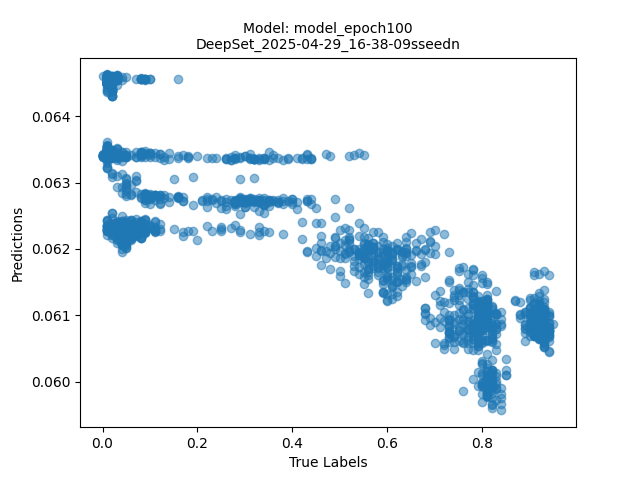 Model: model_epoch100
DeepSet_2025-04-29_16-38-09sseedn
0.064
0.063
0.062
0.061
0.060
Predictions
0.0 0.2 0.4 0.6 0.8
True Labels